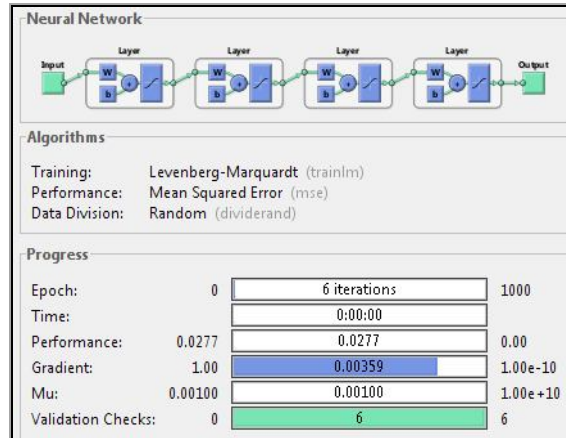 Neural Network
Layer Layer Layer Layer
Input Output
W W W W
+ + + +
b b b b
Algorithms
Training: Levenberg-Marquardt (trainlm)
Performance: Mean Squared Error (mse)
Data Division: Random (dividerand)
Progress
Epoch: 0 6 iterations 1000
Time: 0:00:00
Performance: 0.0277 0.0277 0.00
Gradient: 1.00 0.00359 1.00e-10
Mu: 0.00100 0.00100 1.00e+10
Validation Checks: 0 6 6